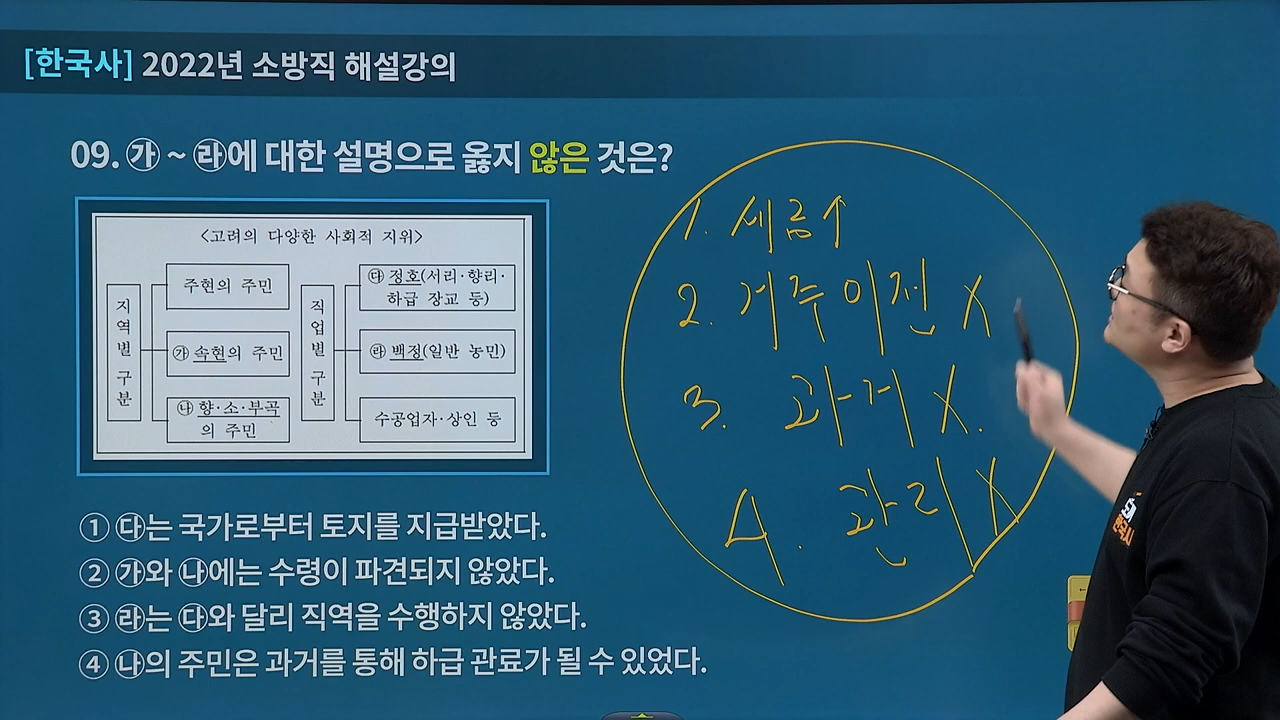 [한국사] 2022년 소방직 해설강의
09. ㉮ ~ ㉱에 대한 설명으로 옳지 않은 것은?
<고려의 다양한 사회적 지위>
지역별 구분
주현의 주민
㉮ 속현의 주민
㉯ 향·소·부곡
의 주민
직업별 구분
㉰ 정호(서리·향리·
하급 장교 등)
㉱ 백정(일반 농민)
수공업자·상인 등
① ㉰는 국가로부터 토지를 지급받았다.
② ㉮와 ㉯에는 수령이 파견되지 않았다.
③ ㉱는 ㉰와 달리 직역을 수행하지 않았다.
④ ㉯의 주민은 과거를 통해 하급 관료가 될 수 있었다.
1. 세금↑
2. 거주이전 X
3. 과거 X.
4. 관리 X
한국사